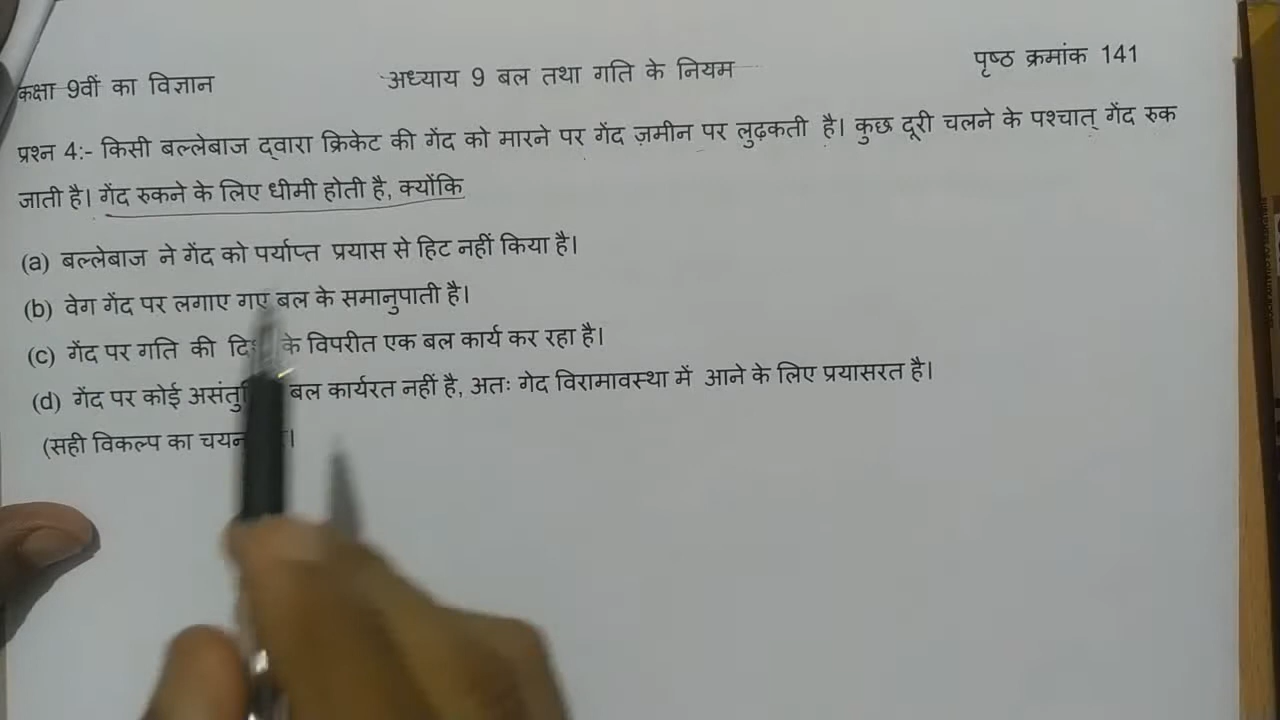 कक्षा 9वीं का विज्ञान अध्याय 9 बल तथा गति के नियम पृष्ठ क्रमांक 141
प्रश्न 4:- किसी बल्लेबाज द्वारा क्रिकेट की गेंद को मारने पर गेंद ज़मीन पर लुढ़कती है। कुछ दूरी चलने के पश्चात् गेंद रुक
जाती है। गेंद रुकने के लिए धीमी होती है, क्योंकि
(a) बल्लेबाज ने गेंद को पर्याप्त प्रयास से हिट नहीं किया है।
(b) वेग गेंद पर लगाए गए बल के समानुपाती है।
(c) गेंद पर गति की के विपरीत एक बल कार्य कर रहा है।
(d) गेंद पर कोई बल कार्यरत नहीं है, अतः गेद विरामावस्था में आने के लिए प्रयासरत है।
(सही विकल्प का